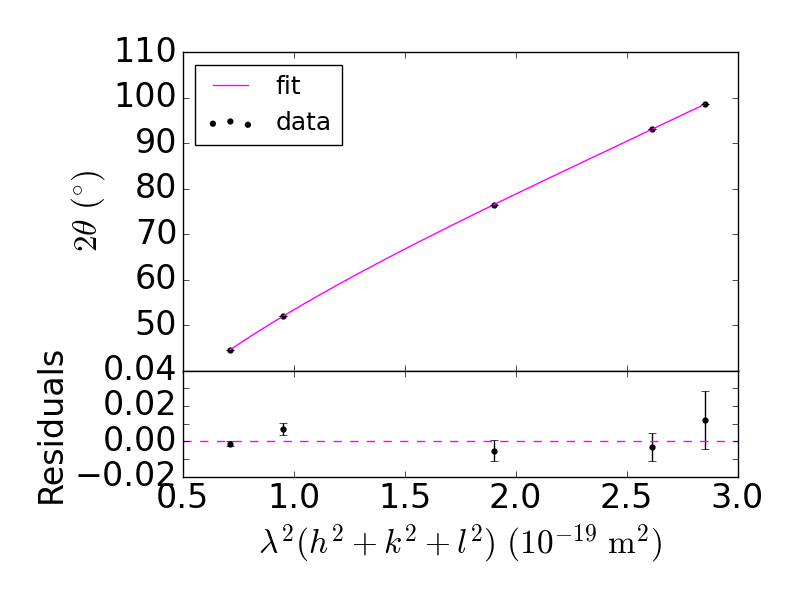 110
100
90
80
70
60
50
2θ (°)
fit
data
0.04
0.02
0.00
−0.02
Residuals
0.5 1.0 1.5 2.0 2.5 3.0
λ²(h² + k² + l²) (10⁻¹⁹ m²)